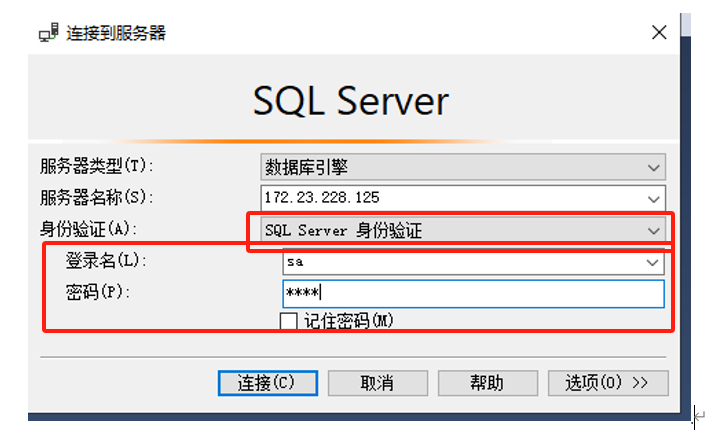 连接到服务器
SQL Server
服务器类型(T): 数据库引擎
服务器名称(S): 172.23.228.125
身份验证(A): SQL Server 身份验证
登录名(L): sa
密码(P): ****
记住密码(M)
连接(C) 取消 帮助 选项(O) >>